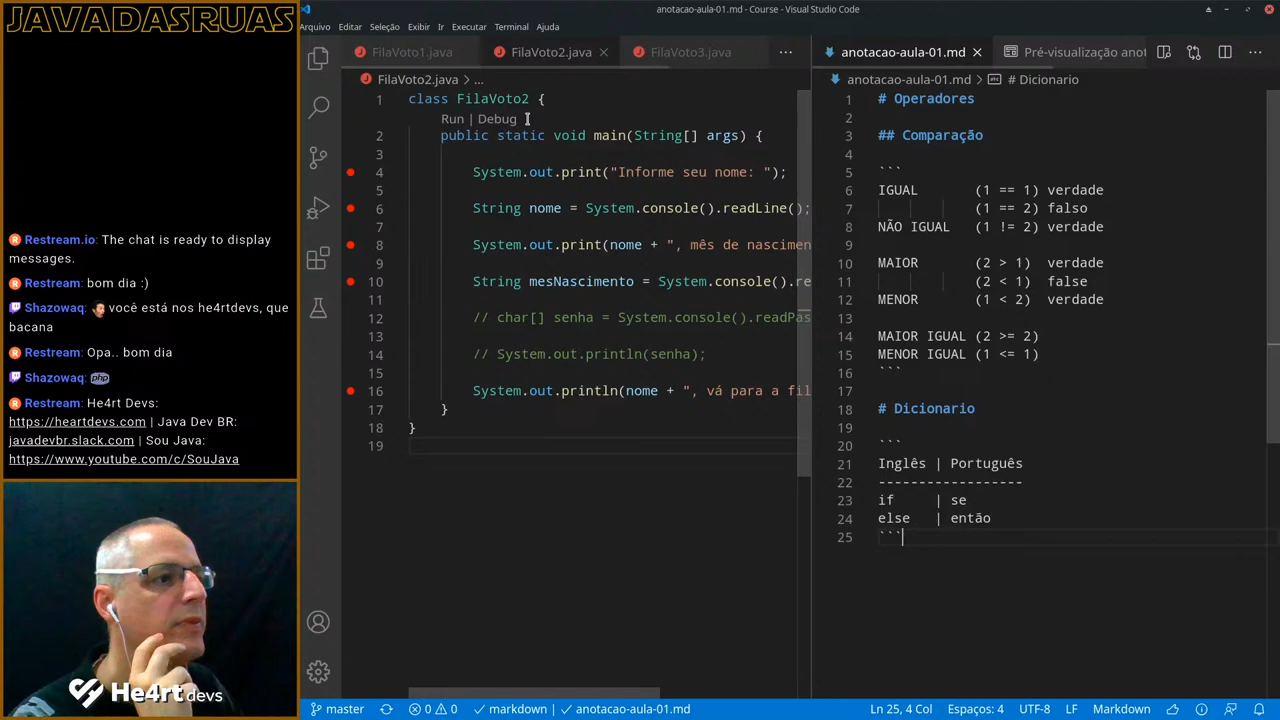 JAVADASRUAS
Restream.io: The chat is ready to display
messages.
Restream: bom dia :)
Shazowaq: você está nos he4rtdevs, que
bacana
Restream: Opa.. bom dia
Shazowaq: php
Restream: He4rt Devs:
https://heartdevs.com | Java Dev BR:
javadevbr.slack.com | Sou Java:
https://www.youtube.com/c/SouJava
He4rt devs
anotacao-aula-01.md - Course - Visual Studio Code
Arquivo Editar Seleção Exibir Ir Executar Terminal Ajuda
FilaVoto1.java FilaVoto2.java FilaVoto3.java
FilaVoto2.java > ...
1 class FilaVoto2 {
Run | Debug
2 public static void main(String[] args) {
3
4 System.out.print("Informe seu nome: ");
5
6 String nome = System.console().readLine();
7
8 System.out.print(nome + ", mês de nascimen
9
10 String mesNascimento = System.console().re
11
12 // char[] senha = System.console().readPas
13
14 // System.out.println(senha);
15
16 System.out.println(nome + ", vá para a fil
17 }
18 }
19
anotacao-aula-01.md Pré-visualização anot
anotacao-aula-01.md > # Dicionario
1 # Operadores
2
3 ## Comparação
4
5 ```
6 IGUAL (1 == 1) verdade
7 (1 == 2) falso
8 NÃO IGUAL (1 != 2) verdade
9
10 MAIOR (2 > 1) verdade
11 (2 < 1) false
12 MENOR (1 < 2) verdade
13
14 MAIOR IGUAL (2 >= 2)
15 MENOR IGUAL (1 <= 1)
16 ```
17
18 # Dicionario
19
20 ```
21 Inglês | Português
22 ------------------
23 if | se
24 else | então
25 ```
master 0 0 markdown | anotacao-aula-01.md Ln 25, 4 Col Espaços: 4 UTF-8 LF Markdown